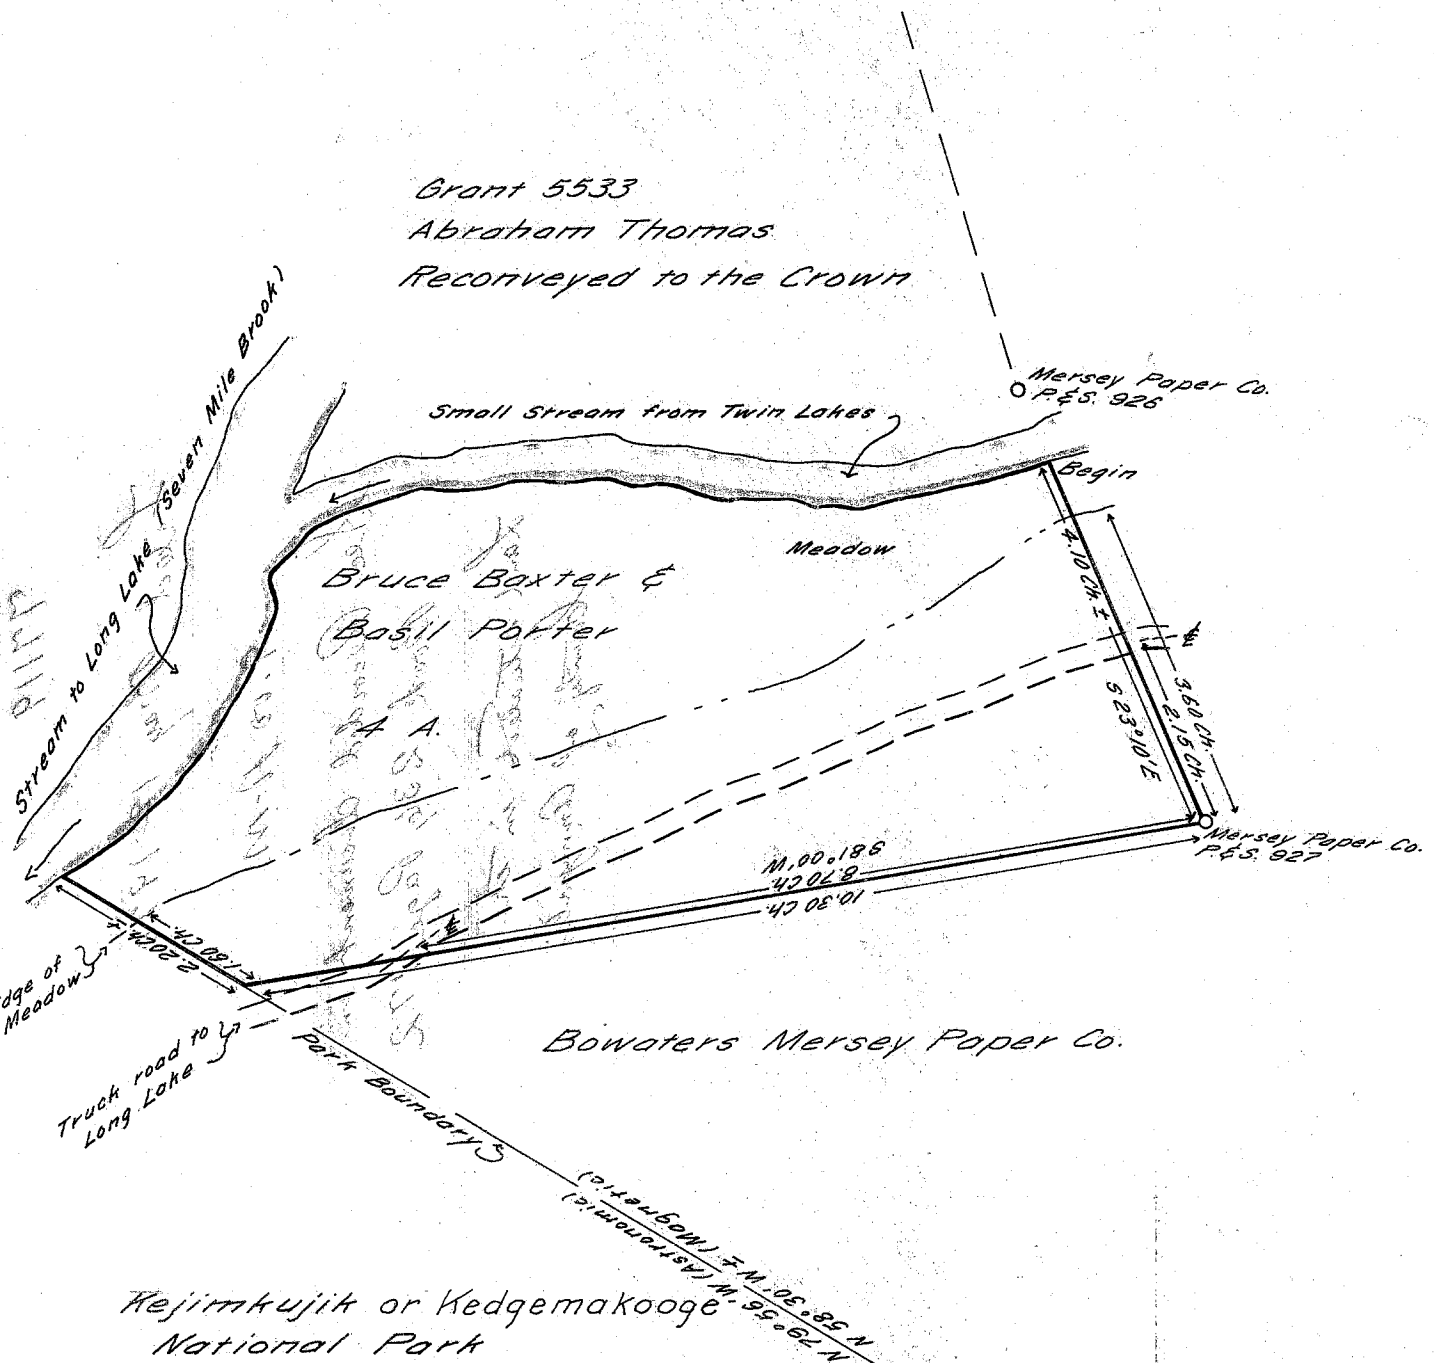 Grant 5533
Abraham Thomas
Reconveyed to the Crown
Stream to Long Lake (Seven Mile Brook)
Small Stream from Twin Lakes
Mersey Paper Co.
P.&S. 926
Begin
Meadow
Bruce Baxter &
Basil Porter
4 A.
4.10 Ch. ±
S 23°10'E
3.60 Ch.
2.15 Ch.
Mersey Paper Co.
P.&S. 927
S81°00'W
8.70 Ch.
10.30 Ch.
1.60 Ch.
2.20 Ch. ±
dge of
Meadow
Truck road to
Long Lake
Park Boundary
Bowaters Mersey Paper Co.
N 58°30'W ± (Magnetic)
N 79°56'W (Astronomic)
Kejimkujik or Kedgemakooge
National Park